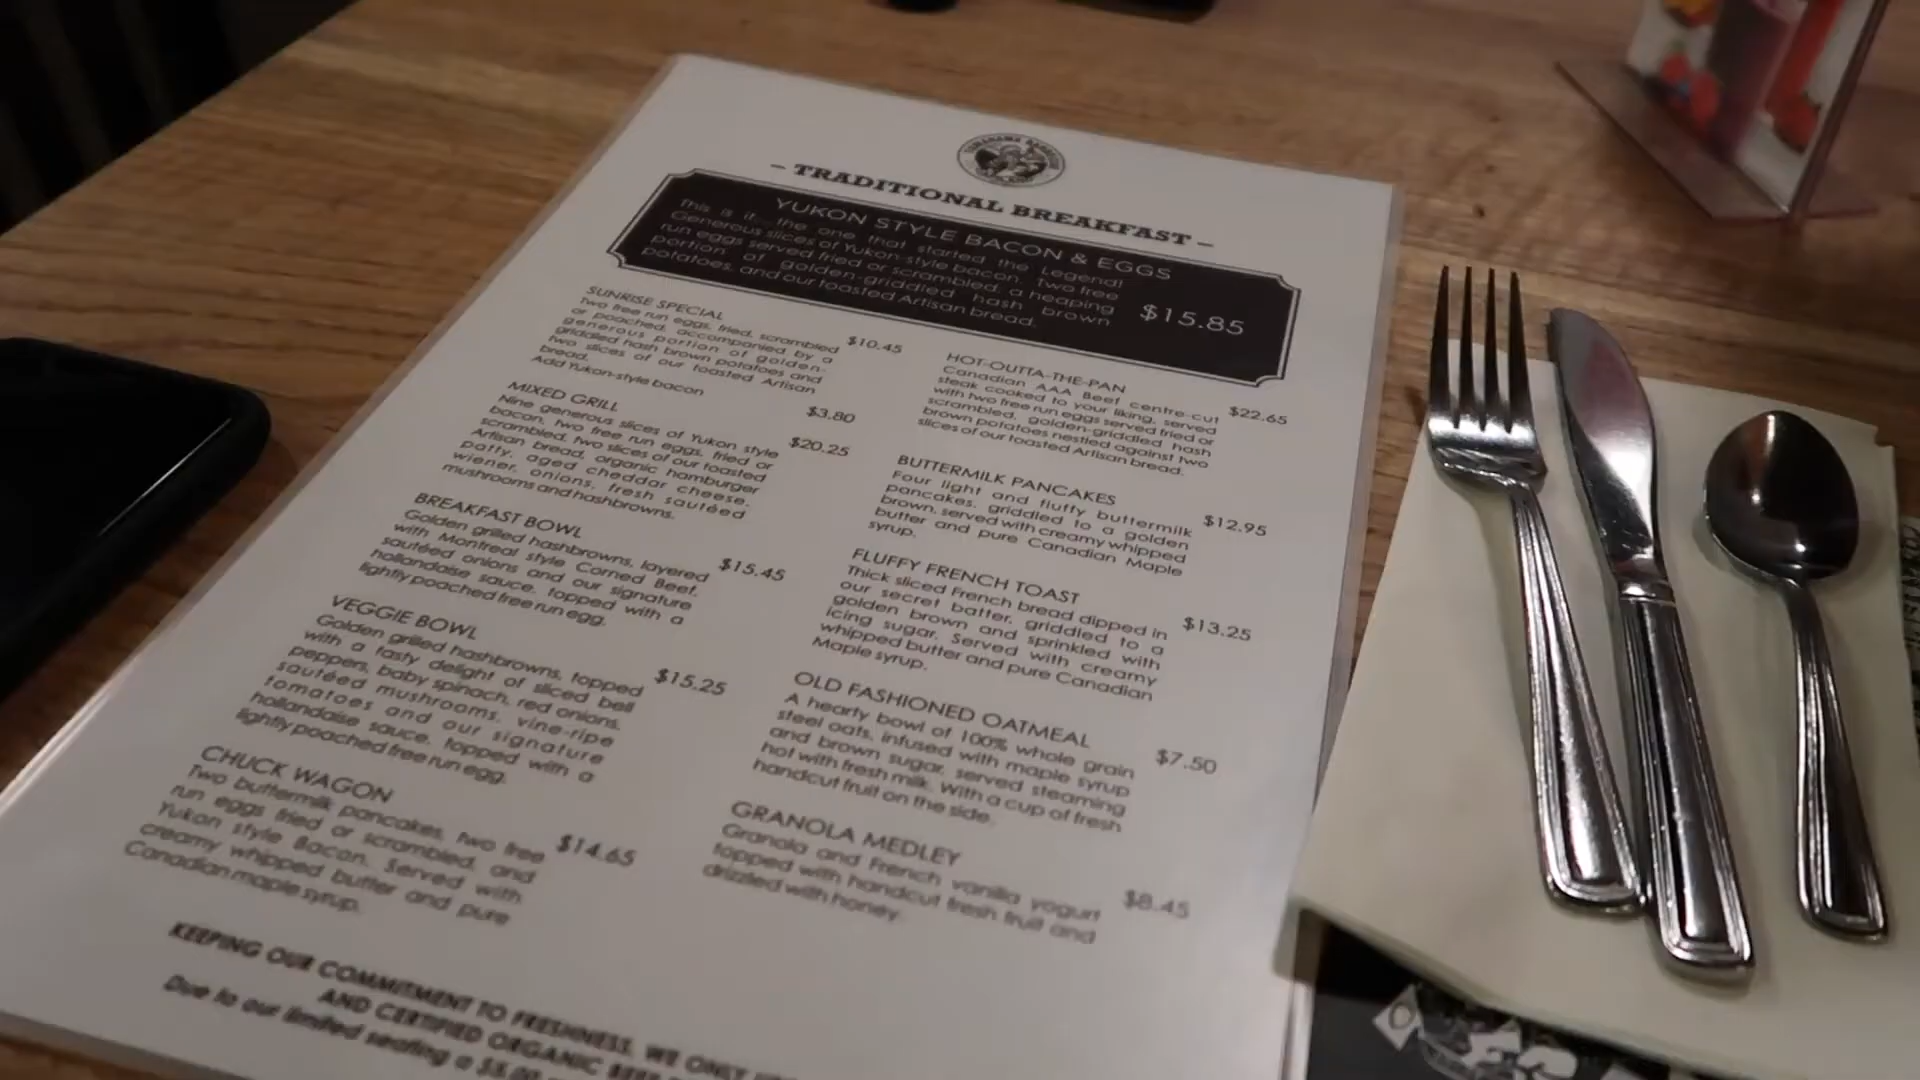 – TRADITIONAL BREAKFAST –
YUKON STYLE BACON & EGGS
This is it, the one that started the Legend!
Generous slices of Yukon-style bacon. Two free
run eggs served fried or scrambled, a heaping
portion of golden-griddled hash brown
potatoes, and our toasted Artisan bread.
$15.85
SUNRISE SPECIAL
Two free run eggs, fried, scrambled
or poached, accompanied by a
generous portion of golden-
griddled hash brown potatoes and
two slices of our toasted Artisan
bread.
$10.45
Add Yukon-style bacon
$3.80
MIXED GRILL
Nine generous slices of Yukon style
bacon, two free run eggs, fried or
scrambled, two slices of our toasted
Artisan bread, organic hamburger
patty, aged cheddar cheese,
wiener, onions, fresh sautéed
mushrooms and hashbrowns.
$20.25
BREAKFAST BOWL
Golden grilled hashbrowns, layered
with Montreal style Corned Beef,
sautéed onions and our signature
hollandaise sauce, topped with a
lightly poached free run egg.
$15.45
VEGGIE BOWL
Golden grilled hashbrowns, topped
with a tasty delight of sliced bell
peppers, baby spinach, red onions,
sautéed mushrooms, vine-ripe
tomatoes and our signature
hollandaise sauce, topped with a
lightly poached free run egg.
$15.25
CHUCK WAGON
Two buttermilk pancakes, two free
run eggs fried or scrambled, and
Yukon style Bacon. Served with
creamy whipped butter and pure
Canadian maple syrup.
$14.65
HOT-OUTTA-THE-PAN
Canadian AAA Beef centre-cut
steak cooked to your liking, served
with two free run eggs served fried or
scrambled, golden-griddled hash
brown potatoes nestled against two
slices of our toasted Artisan bread.
$22.65
BUTTERMILK PANCAKES
Four light and fluffy buttermilk
pancakes, griddled to a golden
brown, served with creamy whipped
butter and pure Canadian Maple
syrup.
$12.95
FLUFFY FRENCH TOAST
Thick sliced French bread dipped in
our secret batter, griddled to a
golden brown and sprinkled with
icing sugar. Served with creamy
whipped butter and pure Canadian
Maple syrup.
$13.25
OLD FASHIONED OATMEAL
A hearty bowl of 100% whole grain
steel oats, infused with maple syrup
and brown sugar, served steaming
hot with fresh milk. With a cup of fresh
handcut fruit on the side.
$7.50
GRANOLA MEDLEY
Granola and French vanilla yogurt
topped with handcut fresh fruit and
drizzled with honey.
$8.45
KEEPING OUR COMMITMENT TO FRESHNESS, WE ONLY
AND CERTIFIED ORGANIC BEEF
Due to our limited seating a $5.00